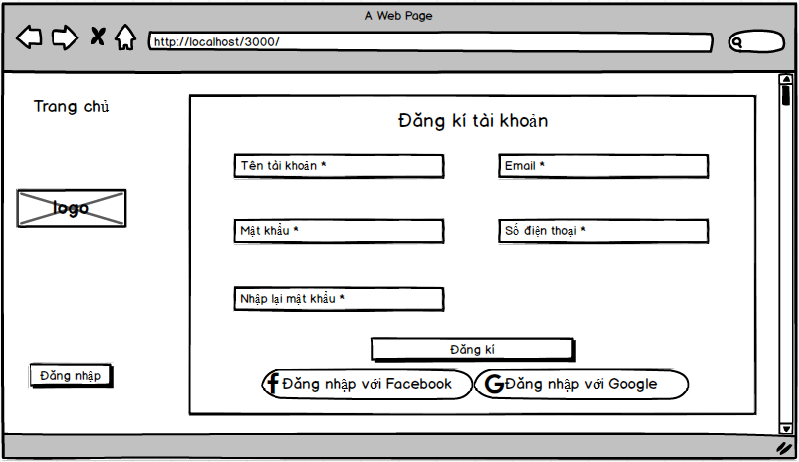 A Web Page
http://localhost/3000/
Trang chủ
Đăng kí tài khoản
Tên tài khoản *
Email *
logo
Mật khẩu *
Số điện thoại *
Nhập lại mật khẩu *
Đăng kí
Đăng nhập
Đăng nhập với Facebook
Đăng nhập với Google